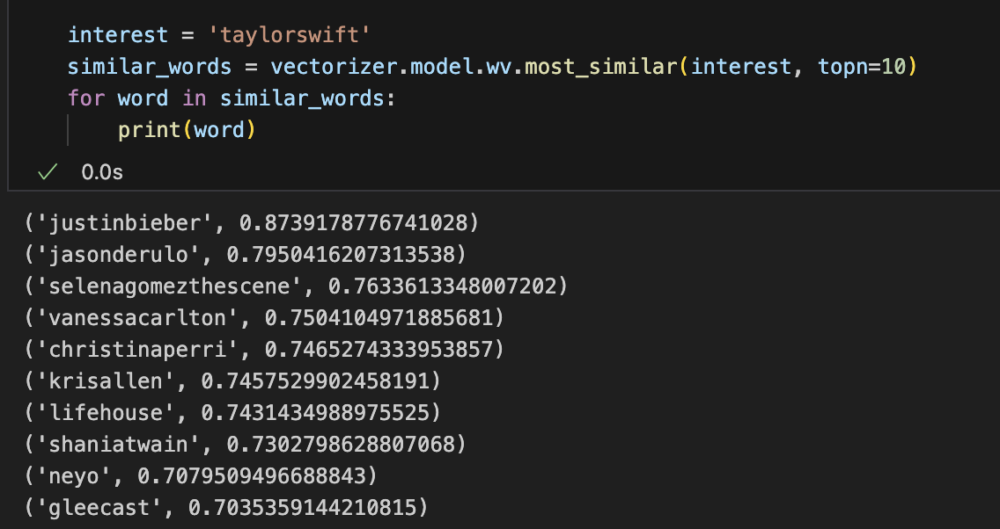 interest = 'taylorswift'
similar_words = vectorizer.model.wv.most_similar(interest, topn=10)
for word in similar_words:
    print(word)
0.0s
('justinbieber', 0.8739178776741028)
('jasonderulo', 0.7950416207313538)
('selenagomezthescene', 0.7633613348007202)
('vanessacarlton', 0.7504104971885681)
('christinaperri', 0.7465274333953857)
('krisallen', 0.7457529902458191)
('lifehouse', 0.7431434988975525)
('shaniatwain', 0.7302798628807068)
('neyo', 0.7079509496688843)
('gleecast', 0.7035359144210815)